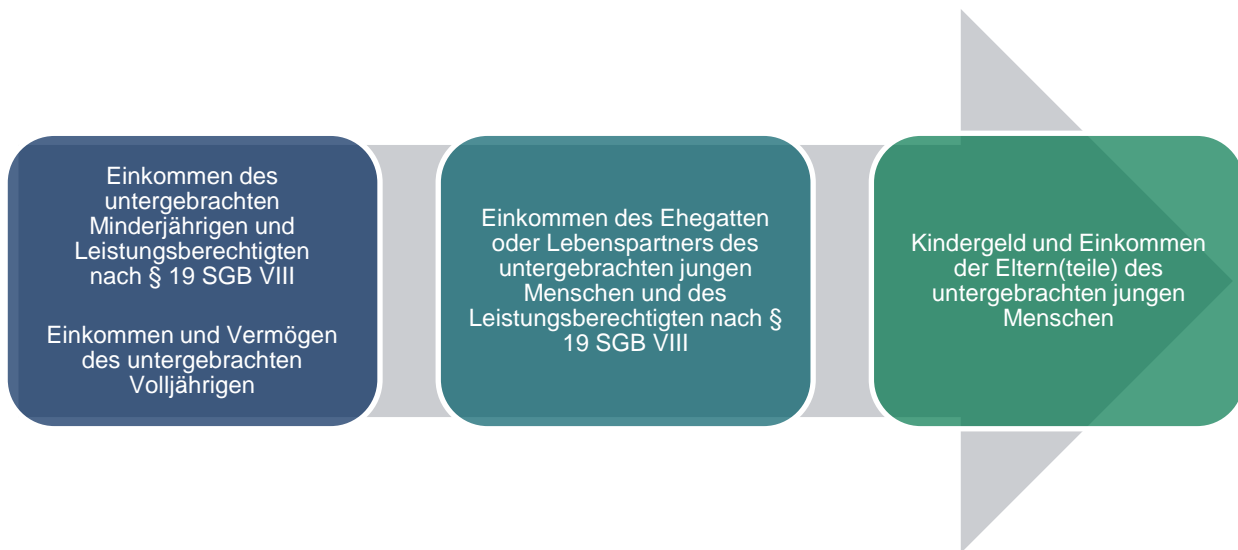 Einkommen des
untergebrachten
Minderjährigen und
Leistungsberechtigten
nach § 19 SGB VIII
Einkommen und Vermögen
des untergebrachten
Volljährigen
Einkommen des Ehegatten
oder Lebenspartners des
untergebrachten jungen
Menschen und des
Leistungsberechtigten nach §
19 SGB VIII
Kindergeld und Einkommen
der Eltern(teile) des
untergebrachten jungen
Menschen